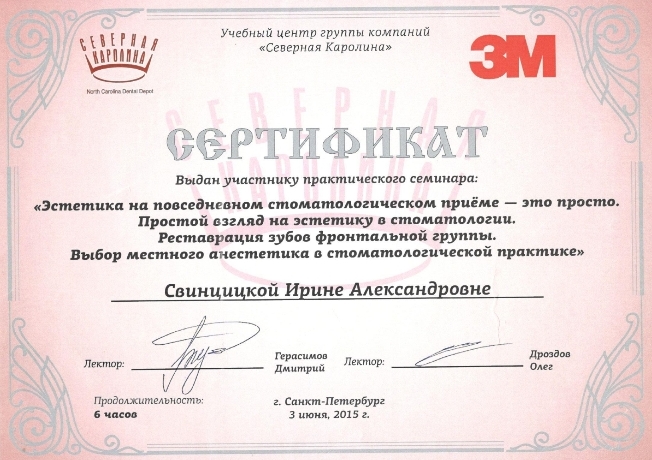 Учебный центр группы компаний
«Северная Каролина»
СЕВЕРНАЯ
КАРОЛИНА
North Carolina Dental Depot
3M
СЕВЕРНАЯ
КАРОЛИНА
СЕРТИФИКАТ
Выдан участнику практического семинара:
«Эстетика на повседневном стоматологическом приёме — это просто.
Простой взгляд на эстетику в стоматологии.
Реставрация зубов фронтальной группы.
Выбор местного анестетика в стоматологической практике»
Свинцицкой Ирине Александровне
Лектор: Герасимов Дмитрий
Лектор: Дроздов Олег
Продолжительность:
6 часов
г. Санкт-Петербург
3 июня, 2015 г.